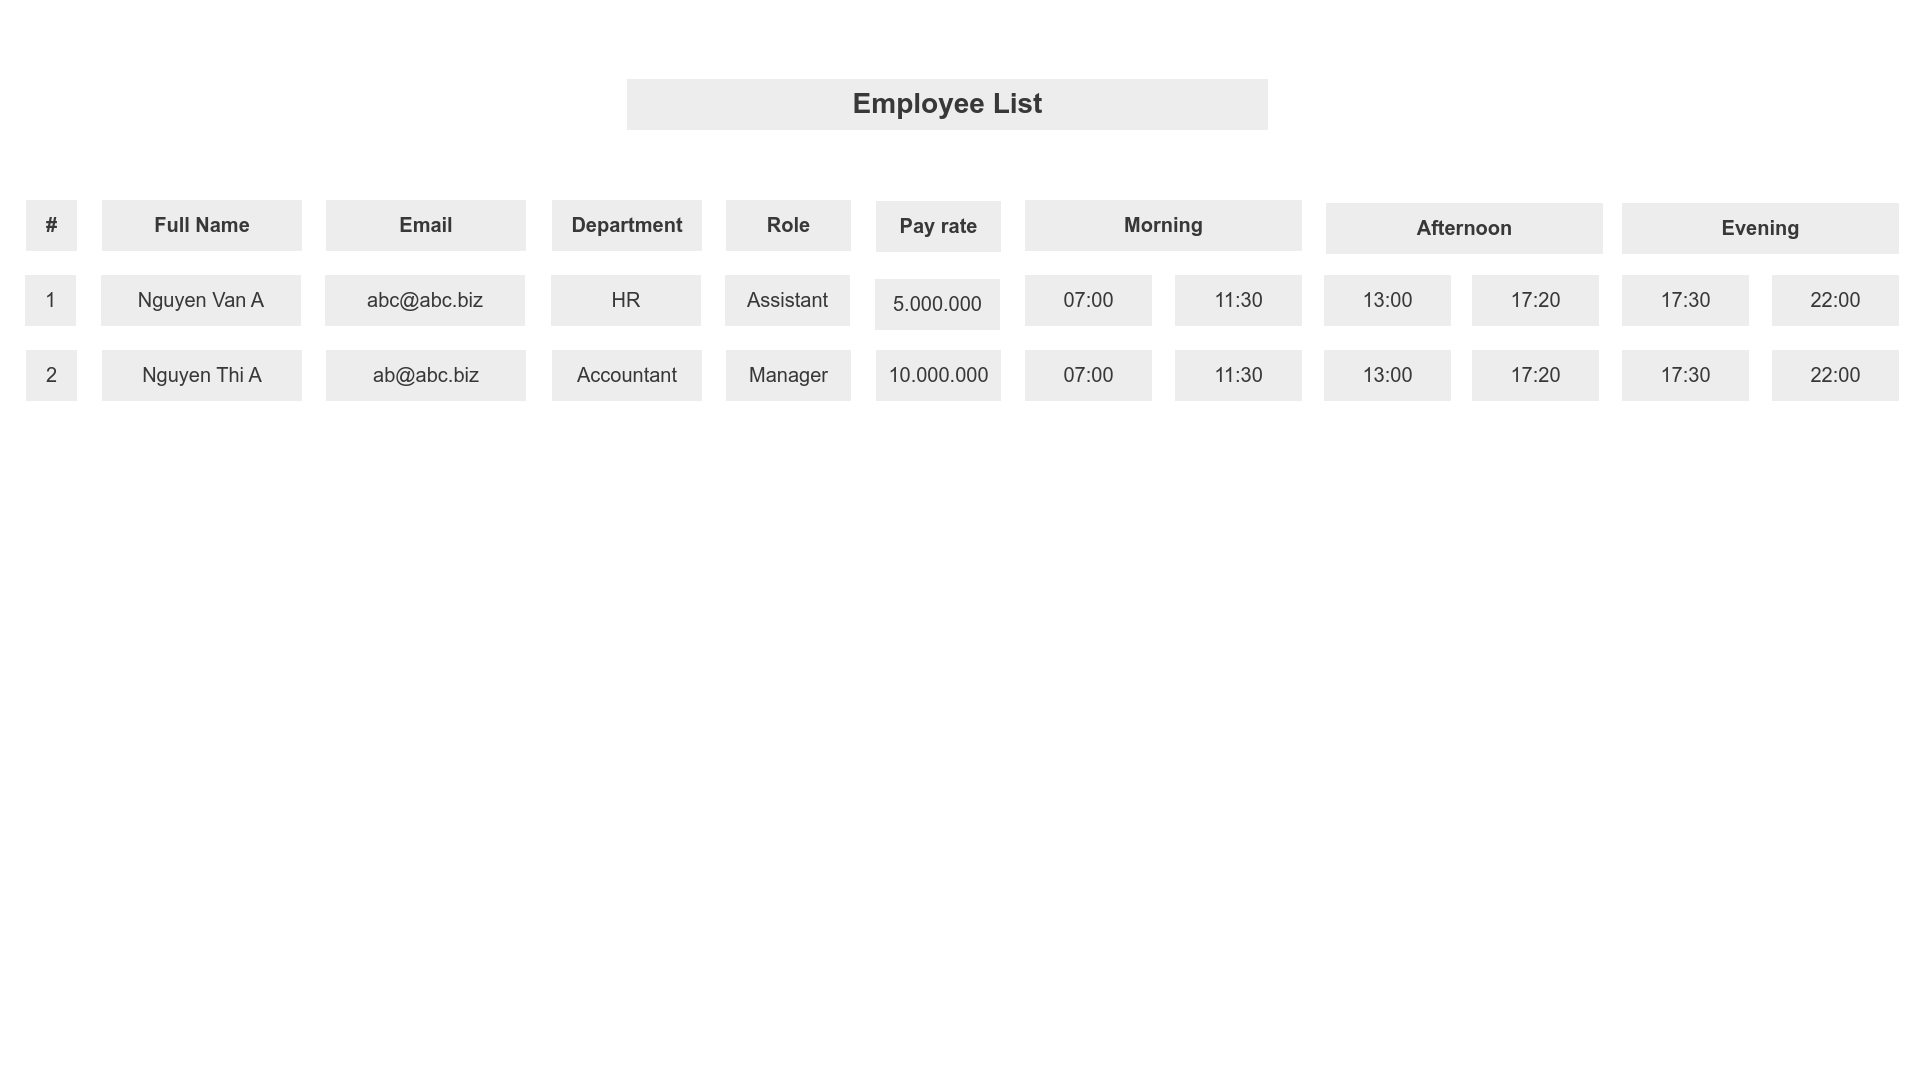 Employee List
# Full Name Email Department Role Pay rate Morning Afternoon Evening
1 Nguyen Van A abc@abc.biz HR Assistant 5.000.000 07:00 11:30 13:00 17:20 17:30 22:00
2 Nguyen Thi A ab@abc.biz Accountant Manager 10.000.000 07:00 11:30 13:00 17:20 17:30 22:00